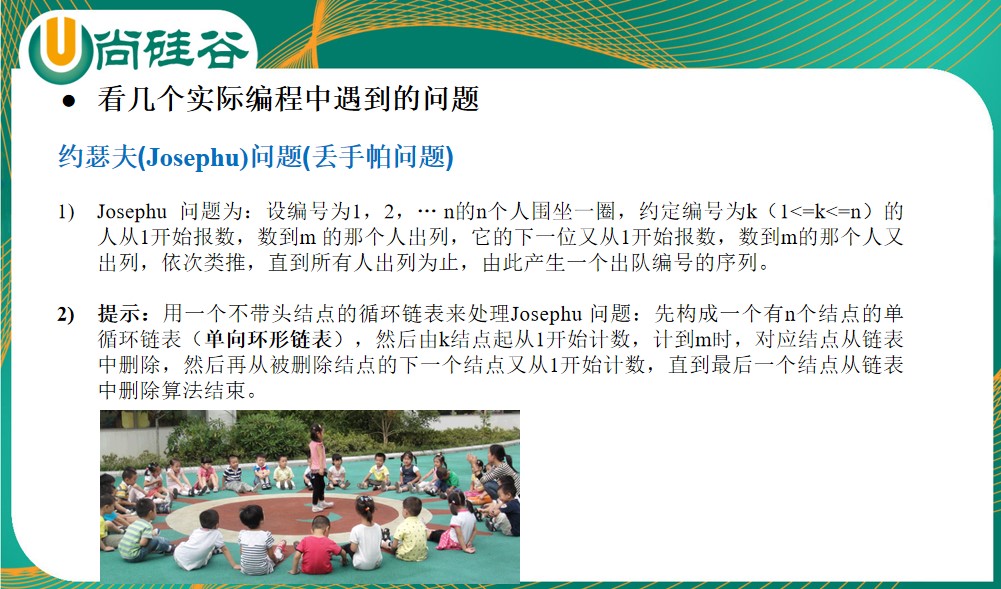 尚硅谷
● 看几个实际编程中遇到的问题
约瑟夫(Josephu)问题(丢手帕问题)
1) Josephu 问题为：设编号为1，2，… n的n个人围坐一圈，约定编号为k（1<=k<=n）的
人从1开始报数，数到m 的那个人出列，它的下一位又从1开始报数，数到m的那个人又
出列，依次类推，直到所有人出列为止，由此产生一个出队编号的序列。
2) 提示：用一个不带头结点的循环链表来处理Josephu 问题：先构成一个有n个结点的单
循环链表（单向环形链表），然后由k结点起从1开始计数，计到m时，对应结点从链表
中删除，然后再从被删除结点的下一个结点又从1开始计数，直到最后一个结点从链表
中删除算法结束。